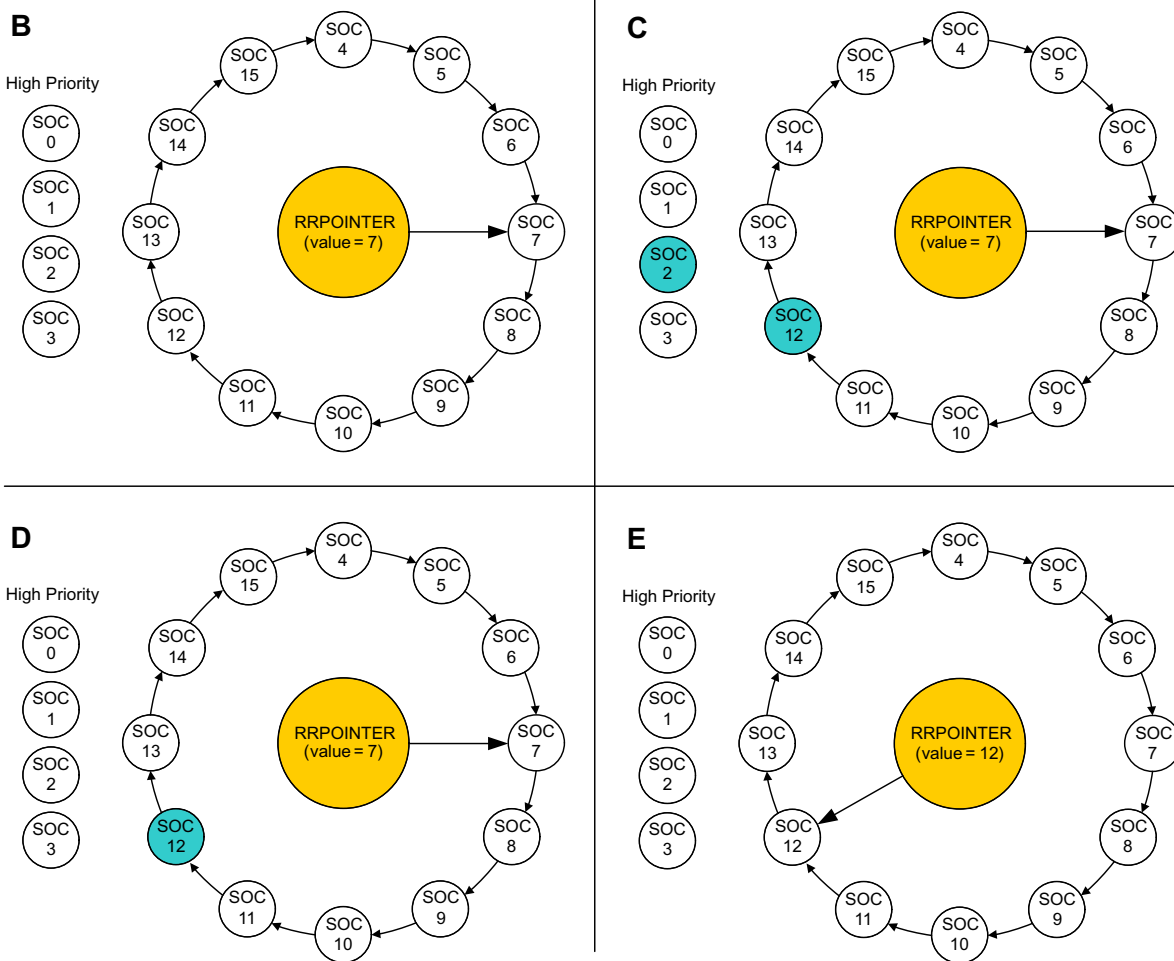 B
High Priority
SOC
0
SOC
1
SOC
2
SOC
3
SOC
4
SOC
5
SOC
6
SOC
7
SOC
8
SOC
9
SOC
10
SOC
11
SOC
12
SOC
13
SOC
14
SOC
15
RRPOINTER
(value = 7)
C
High Priority
SOC
0
SOC
1
SOC
2
SOC
3
SOC
4
SOC
5
SOC
6
SOC
7
SOC
8
SOC
9
SOC
10
SOC
11
SOC
12
SOC
13
SOC
14
SOC
15
RRPOINTER
(value = 7)
D
High Priority
SOC
0
SOC
1
SOC
2
SOC
3
SOC
4
SOC
5
SOC
6
SOC
7
SOC
8
SOC
9
SOC
10
SOC
11
SOC
12
SOC
13
SOC
14
SOC
15
RRPOINTER
(value = 7)
E
High Priority
SOC
0
SOC
1
SOC
2
SOC
3
SOC
4
SOC
5
SOC
6
SOC
7
SOC
8
SOC
9
SOC
10
SOC
11
SOC
12
SOC
13
SOC
14
SOC
15
RRPOINTER
(value = 12)